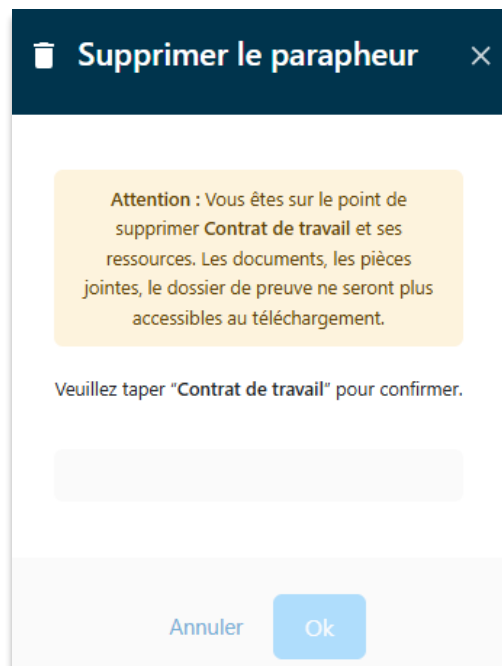 Supprimer le parapheur
Attention : Vous êtes sur le point de
supprimer Contrat de travail et ses
ressources. Les documents, les pièces
jointes, le dossier de preuve ne seront plus
accessibles au téléchargement.
Veuillez taper “Contrat de travail” pour confirmer.
Annuler
Ok